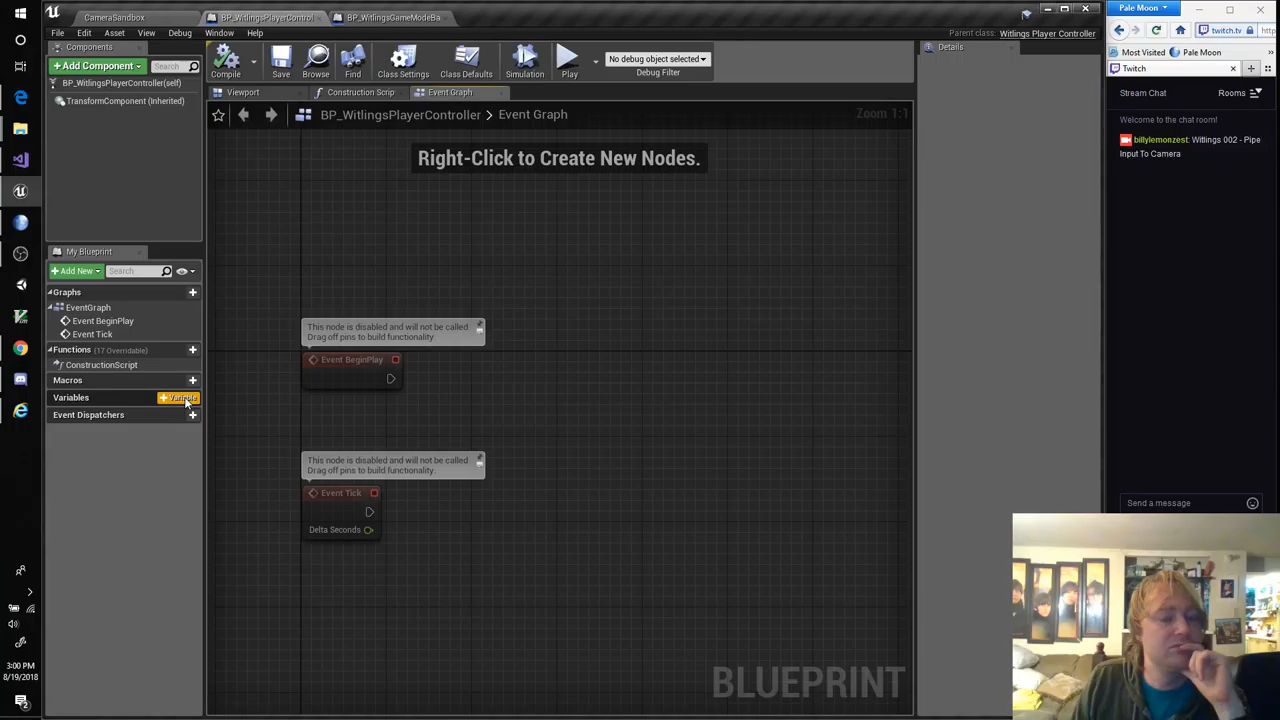 CameraSandbox
BP_WitlingsPlayerControl
BP_WitlingsGameModeBa
File Edit Asset View Debug Window Help
Parent class: Witlings Player Controller
Components
+ Add Component
Search
BP_WitlingsPlayerController(self)
TransformComponent (Inherited)
Compile
Save
Browse
Find
Class Settings
Class Defaults
Simulation
Play
No debug object selected
Debug Filter
Details
Viewport
Construction Scrip
Event Graph
BP_WitlingsPlayerController > Event Graph
Zoom 1:1
Right-Click to Create New Nodes.
My Blueprint
+ Add New
Search
Graphs
EventGraph
Event BeginPlay
Event Tick
Functions (17 Overridable)
ConstructionScript
Macros
Variables
+ Variable
Event Dispatchers
This node is disabled and will not be called.
Drag off pins to build functionality.
Event BeginPlay
This node is disabled and will not be called.
Drag off pins to build functionality.
Event Tick
Delta Seconds
BLUEPRINT
Pale Moon
twitch.tv
http
Most Visited
Pale Moon
Twitch
Stream Chat
Rooms
Welcome to the chat room!
billylemonzest: Witlings 002 - Pipe
Input To Camera
Send a message
3:00 PM
8/19/2018